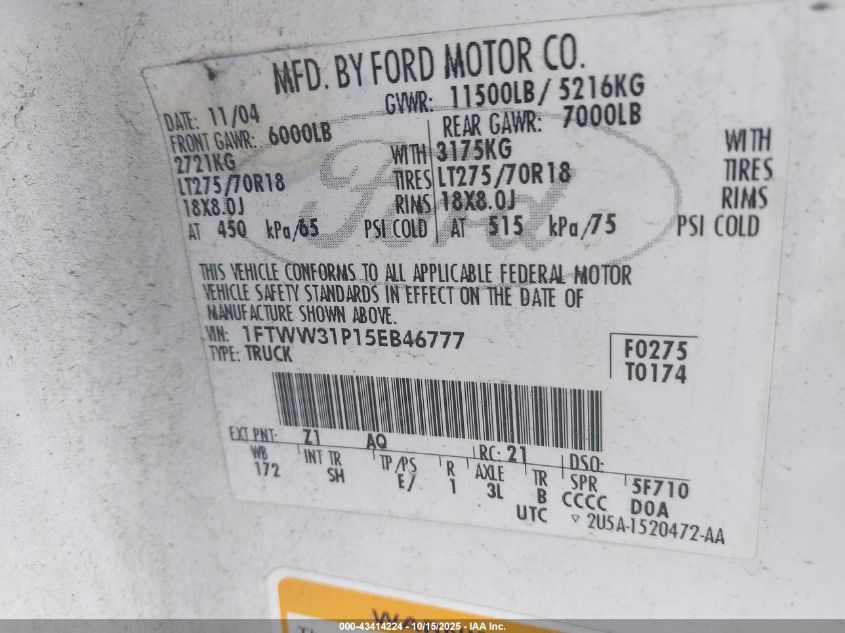 MFD. BY FORD MOTOR CO.
DATE: 11/04 GVWR: 11500LB/ 5216KG
FRONT GAWR: 6000LB REAR GAWR: 7000LB
2721KG WITH 3175KG WITH
LT275/70R18 TIRES LT275/70R18 TIRES
18X8.0J RIMS 18X8.0J RIMS
AT 450 kPa/65 PSI COLD AT 515 kPa/75 PSI COLD
Ford
THIS VEHICLE CONFORMS TO ALL APPLICABLE FEDERAL MOTOR
VEHICLE SAFETY STANDARDS IN EFFECT ON THE DATE OF
MANUFACTURE SHOWN ABOVE.
VIN: 1FTWW31P15EB46777
TYPE: TRUCK
F0275
T0174
EXT PNT: Z1 AQ RC: 21 DSO:
WB INT TR TP/PS R AXLE TR SPR 5F710
172 SH E/ 1 3L B CCCC DOA
UTC ▽ 2U5A-1520472-AA
000-43414224 - 10/15/2025 - www.iaai.com